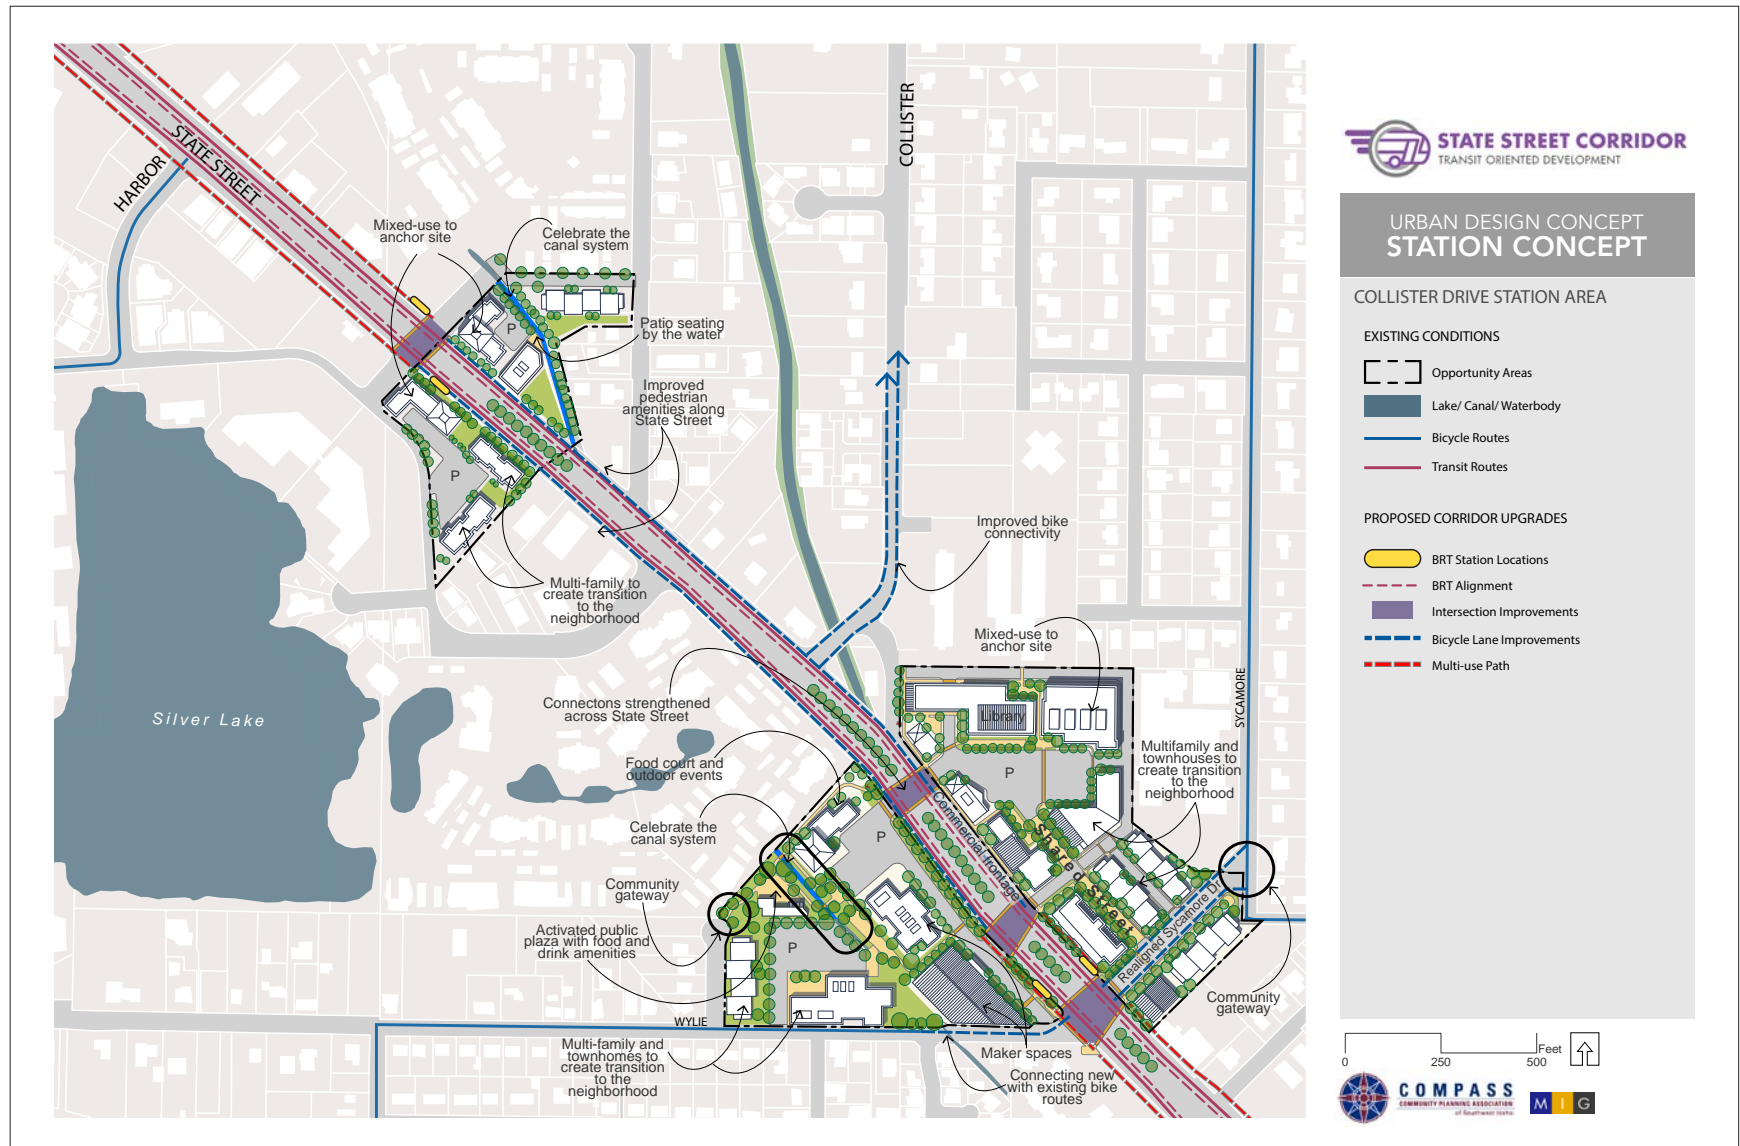 STATE STREET
HARBOR
COLLISTER
Mixed-use to
anchor site
Celebrate the
canal system
P
Patio seating
by the water
Improved
pedestrian
amenities along
State Street
P
Multi-family to
create transition
to the
neighborhood
Improved bike
connectivity
Mixed-use to
anchor site
SYCAMORE
Silver Lake
Connectons strengthened
across State Street
Library
Food court and
outdoor events
Multifamily and
townhouses to
create transition
to the
neighborhood
P
Commercial frontage
Shared Street
Celebrate the
canal system
P
Community
gateway
Activated public
plaza with food and
drink amenities
P
Realigned Sycamore Dr
Community
gateway
WYLIE
Multi-family and
townhomes to
create transition
to the
neighborhood
Maker spaces
Connecting new
with existing bike
routes
STATE STREET CORRIDOR
TRANSIT ORIENTED DEVELOPMENT
URBAN DESIGN CONCEPT
STATION CONCEPT
COLLISTER DRIVE STATION AREA
EXISTING CONDITIONS
Opportunity Areas
Lake/ Canal/ Waterbody
Bicycle Routes
Transit Routes
PROPOSED CORRIDOR UPGRADES
BRT Station Locations
BRT Alignment
Intersection Improvements
Bicycle Lane Improvements
Multi-use Path
0 250 500 Feet
COMPASS
COMMUNITY PLANNING ASSOCIATION
of Southwest Idaho
M I G